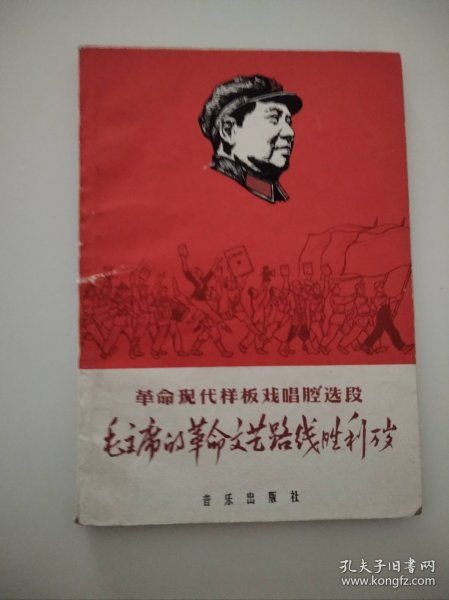 革命现代样板戏唱腔选段
毛主席的革命文艺路线胜利万岁
音乐出版社
孔夫子旧书网
www.kongfz.com